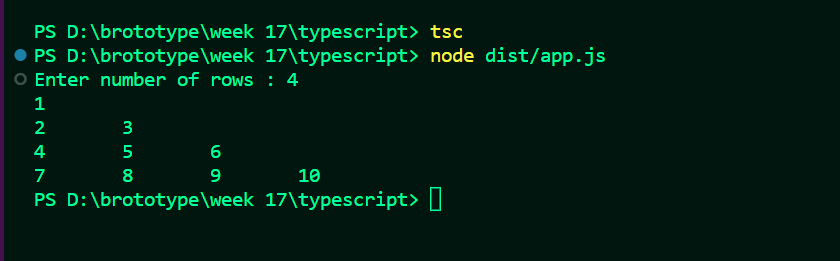 PS D:\brototype\week 17\typescript> tsc
PS D:\brototype\week 17\typescript> node dist/app.js
Enter number of rows : 4
1
2 3
4 5 6
7 8 9 10
PS D:\brototype\week 17\typescript>